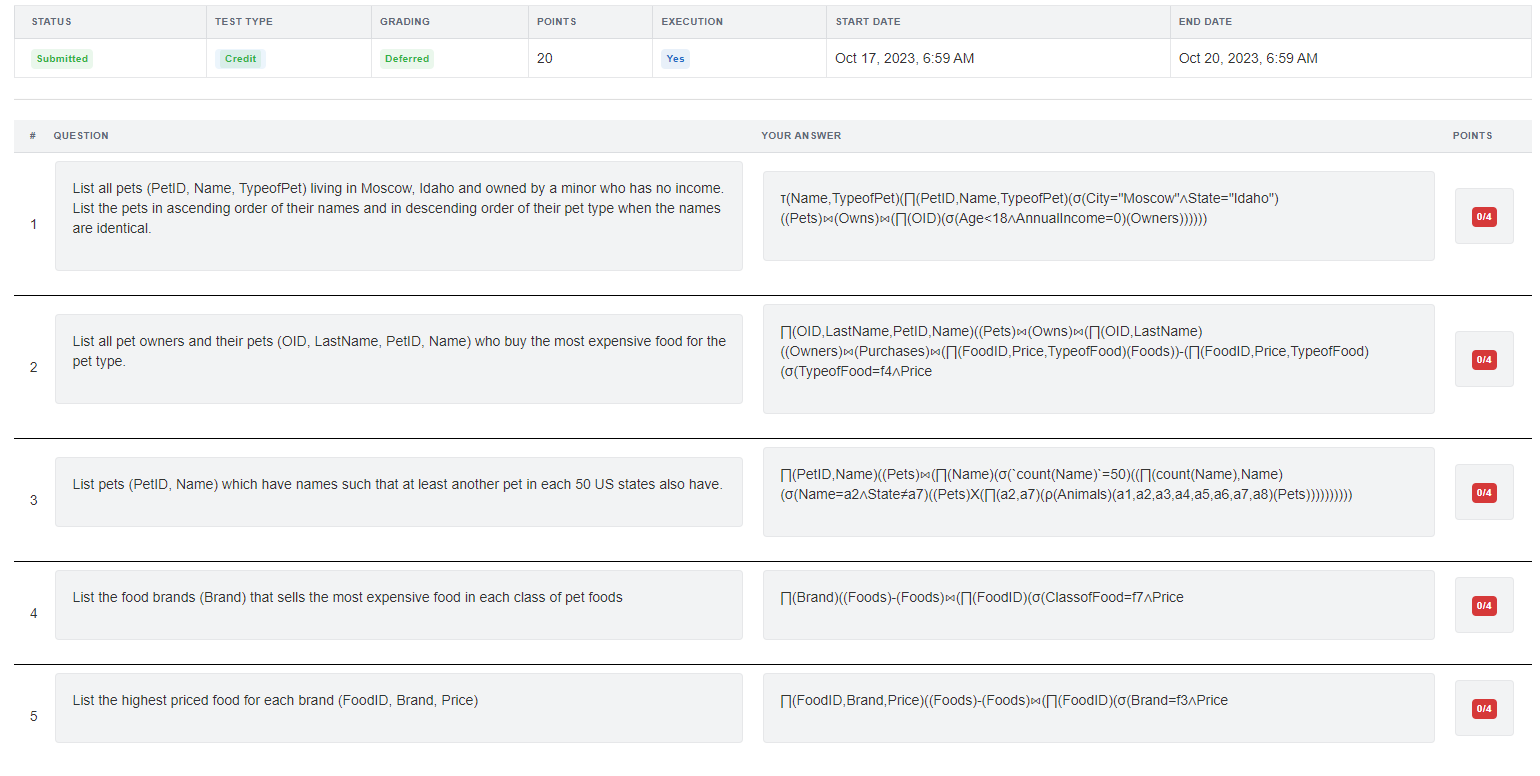 STATUS TEST TYPE GRADING POINTS EXECUTION START DATE END DATE
Submitted Credit Deferred 20 Yes Oct 17, 2023, 6:59 AM Oct 20, 2023, 6:59 AM
# QUESTION YOUR ANSWER POINTS
1
List all pets (PetID, Name, TypeofPet) living in Moscow, Idaho and owned by a minor who has no income.
List the pets in ascending order of their names and in descending order of their pet type when the names
are identical.
τ(Name,TypeofPet)(∏(PetID,Name,TypeofPet)(σ(City="Moscow"∧State="Idaho")
((Pets)⋈(Owns)⋈(∏(OID)(σ(Age<18∧AnnualIncome=0)(Owners))))))
0/4
2
List all pet owners and their pets (OID, LastName, PetID, Name) who buy the most expensive food for the
pet type.
∏(OID,LastName,PetID,Name)((Pets)⋈(Owns)⋈(∏(OID,LastName)
((Owners)⋈(Purchases)⋈(∏(FoodID,Price,TypeofFood)(Foods))-(∏(FoodID,Price,TypeofFood)
(σ(TypeofFood=f4∧Price
0/4
3
List pets (PetID, Name) which have names such that at least another pet in each 50 US states also have.
∏(PetID,Name)((Pets)⋈(∏(Name)(σ(`count(Name)`=50)((∏(count(Name),Name)
(σ(Name=a2∧State≠a7)((Pets)X(∏(a2,a7)(ρ(Animals)(a1,a2,a3,a4,a5,a6,a7,a8)(Pets))))))))))
0/4
4
List the food brands (Brand) that sells the most expensive food in each class of pet foods
∏(Brand)((Foods)-(Foods)⋈(∏(FoodID)(σ(ClassofFood=f7∧Price
0/4
5
List the highest priced food for each brand (FoodID, Brand, Price)
∏(FoodID,Brand,Price)((Foods)-(Foods)⋈(∏(FoodID)(σ(Brand=f3∧Price
0/4